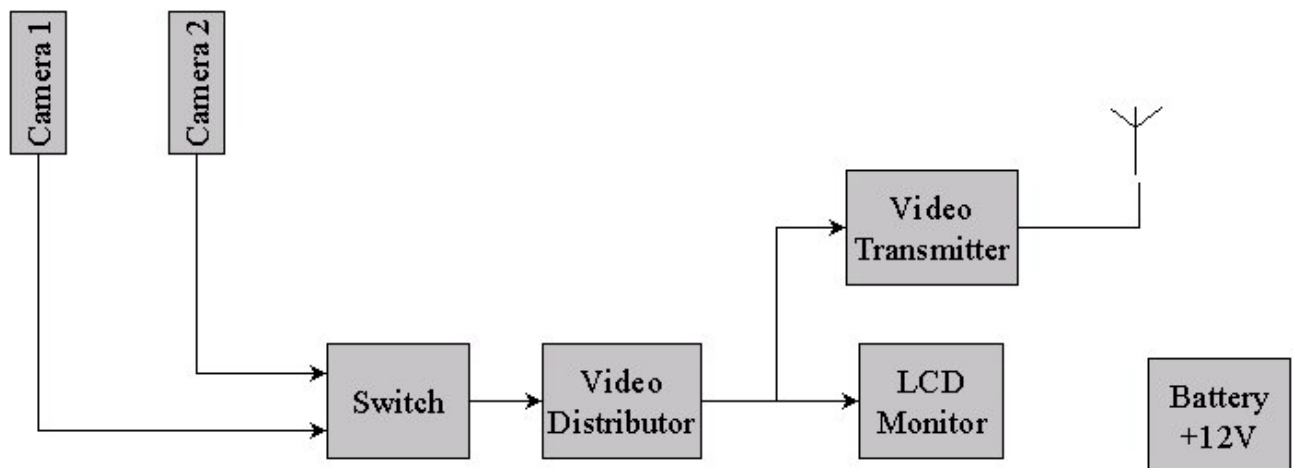 Camera 1
Camera 2
Video
Transmitter
Switch
Video
Distributor
LCD
Monitor
Battery
+12V